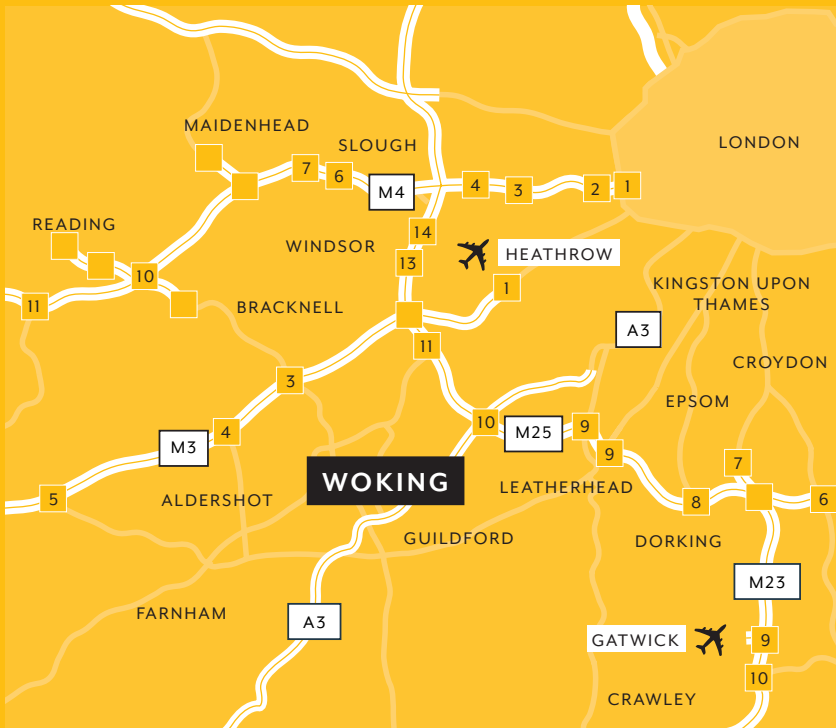 MAIDENHEAD
SLOUGH
LONDON
7
6
M4
4
3
2
1
READING
WINDSOR
14
13
HEATHROW
10
11
BRACKNELL
1
KINGSTON UPON
THAMES
11
A3
CROYDON
3
EPSOM
4
M3
10
M25
9
9
7
WOKING
LEATHERHEAD
5
ALDERSHOT
8
6
GUILDFORD
DORKING
M23
FARNHAM
A3
GATWICK
9
10
CRAWLEY